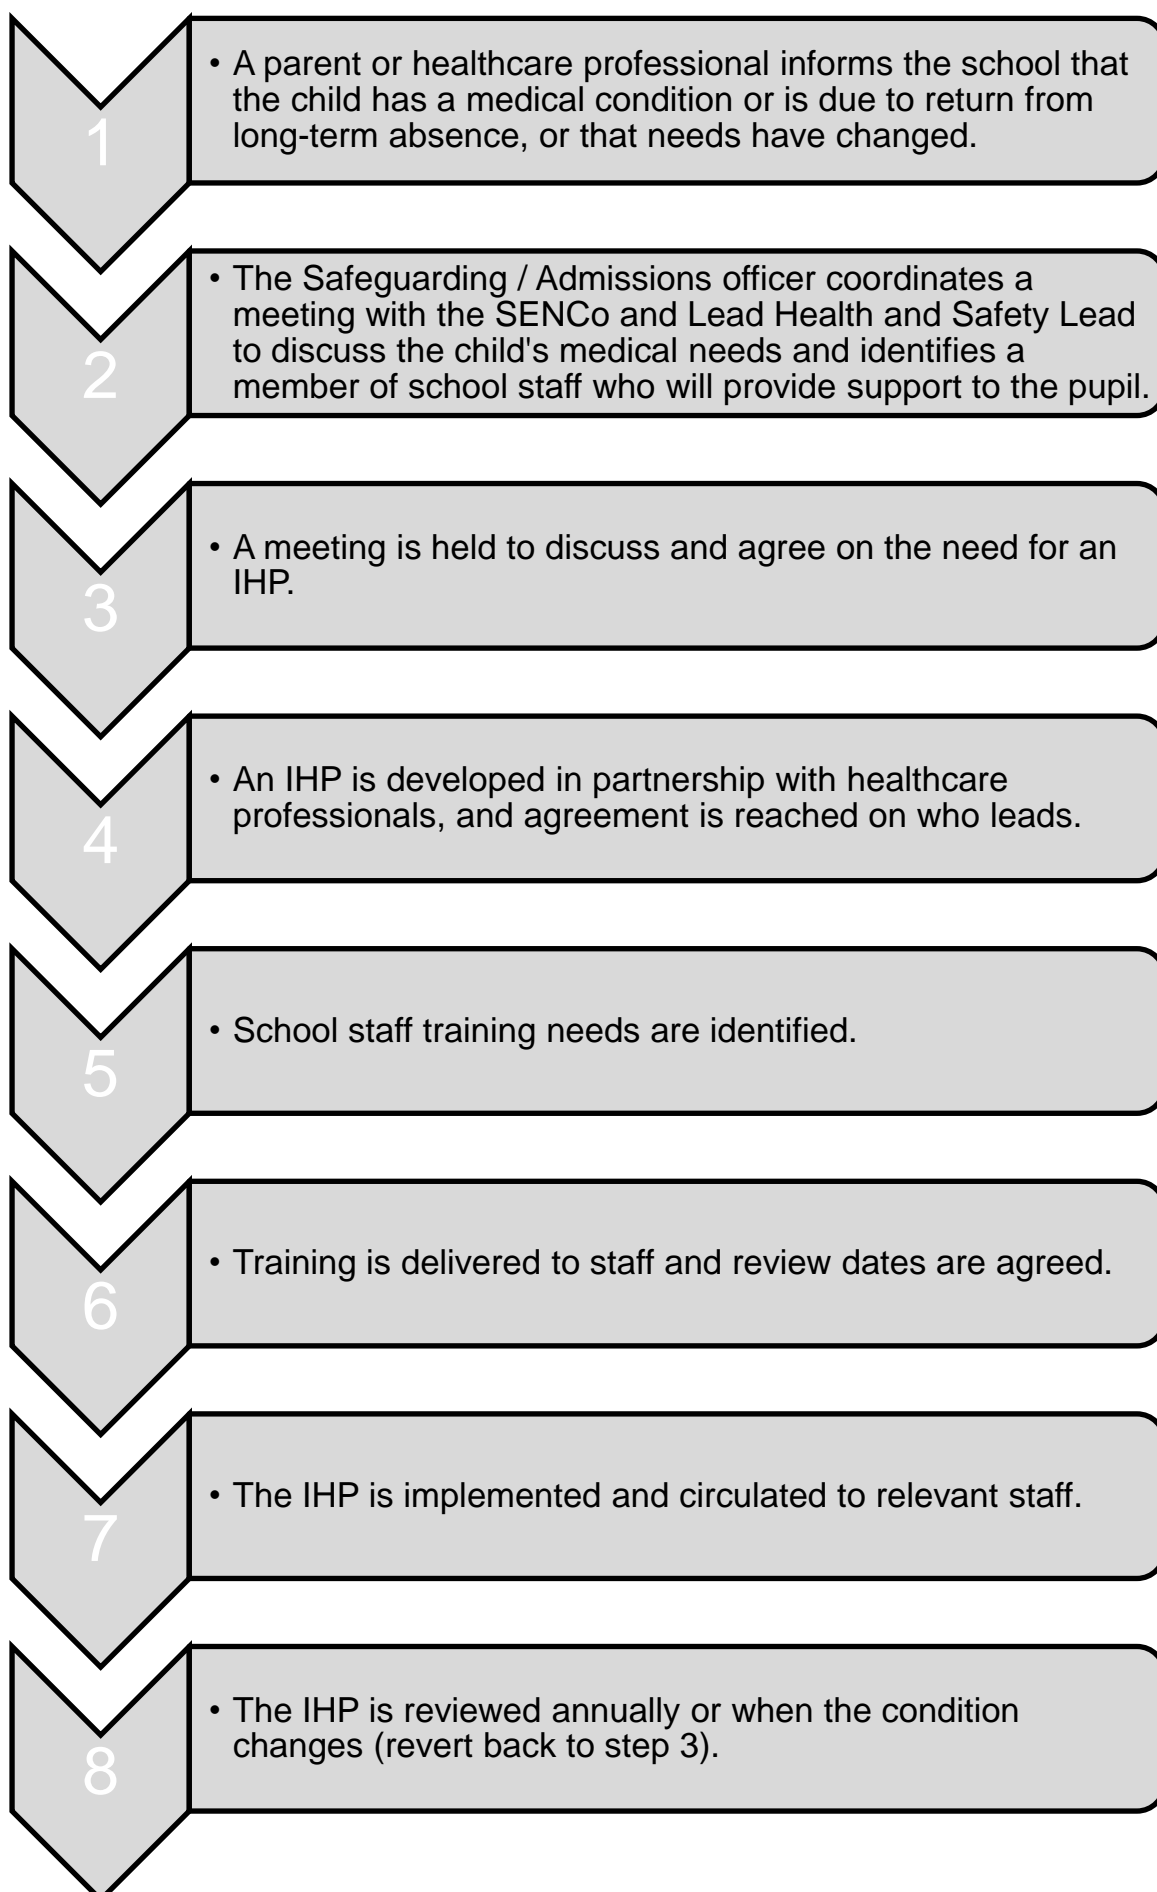 1
• A parent or healthcare professional informs the school that
the child has a medical condition or is due to return from
long-term absence, or that needs have changed.
2
• The Safeguarding / Admissions officer coordinates a
meeting with the SENCo and Lead Health and Safety Lead
to discuss the child's medical needs and identifies a
member of school staff who will provide support to the pupil.
3
• A meeting is held to discuss and agree on the need for an
IHP.
4
• An IHP is developed in partnership with healthcare
professionals, and agreement is reached on who leads.
5
• School staff training needs are identified.
6
• Training is delivered to staff and review dates are agreed.
7
• The IHP is implemented and circulated to relevant staff.
8
• The IHP is reviewed annually or when the condition
changes (revert back to step 3).